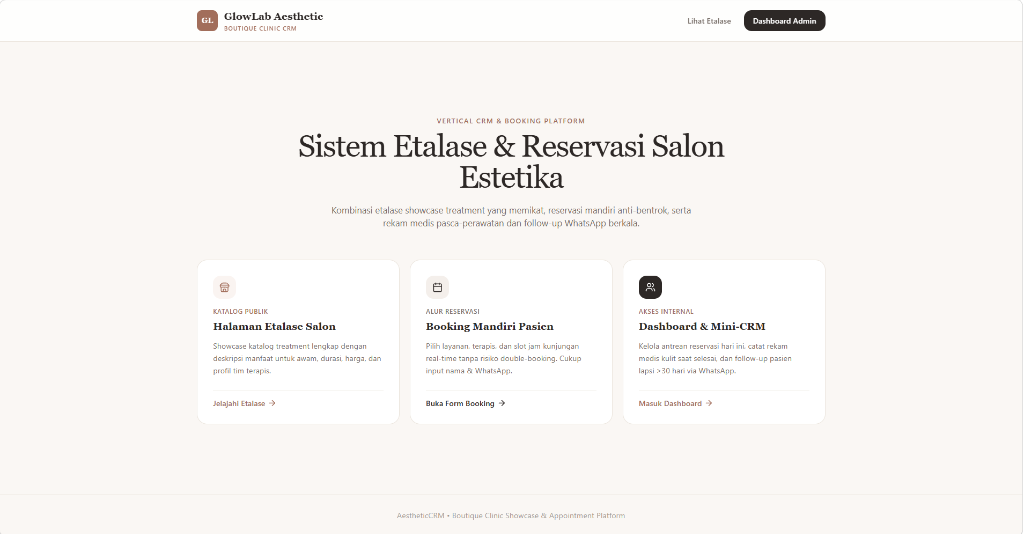 GL
GlowLab Aesthetic
BOUTIQUE CLINIC CRM
Lihat Etalase
Dashboard Admin
VERTICAL CRM & BOOKING PLATFORM
Sistem Etalase & Reservasi Salon
Estetika
Kombinasi etalase showcase treatment yang memikat, reservasi mandiri anti-bentrok, serta
rekam medis pasca-perawatan dan follow-up WhatsApp berkala.
KATALOG PUBLIK
Halaman Etalase Salon
Showcase katalog treatment lengkap dengan
deskripsi manfaat untuk awam, durasi, harga, dan
profil tim terapis.
Jelajahi Etalase →
ALUR RESERVASI
Booking Mandiri Pasien
Pilih layanan, terapis, dan slot jam kunjungan
real-time tanpa risiko double-booking. Cukup
input nama & WhatsApp.
Buka Form Booking →
AKSES INTERNAL
Dashboard & Mini-CRM
Kelola antrean reservasi hari ini, catat rekam
medis kulit saat selesai, dan follow-up pasien
lapsi >30 hari via WhatsApp.
Masuk Dashboard →
AestheticCRM • Boutique Clinic Showcase & Appointment Platform